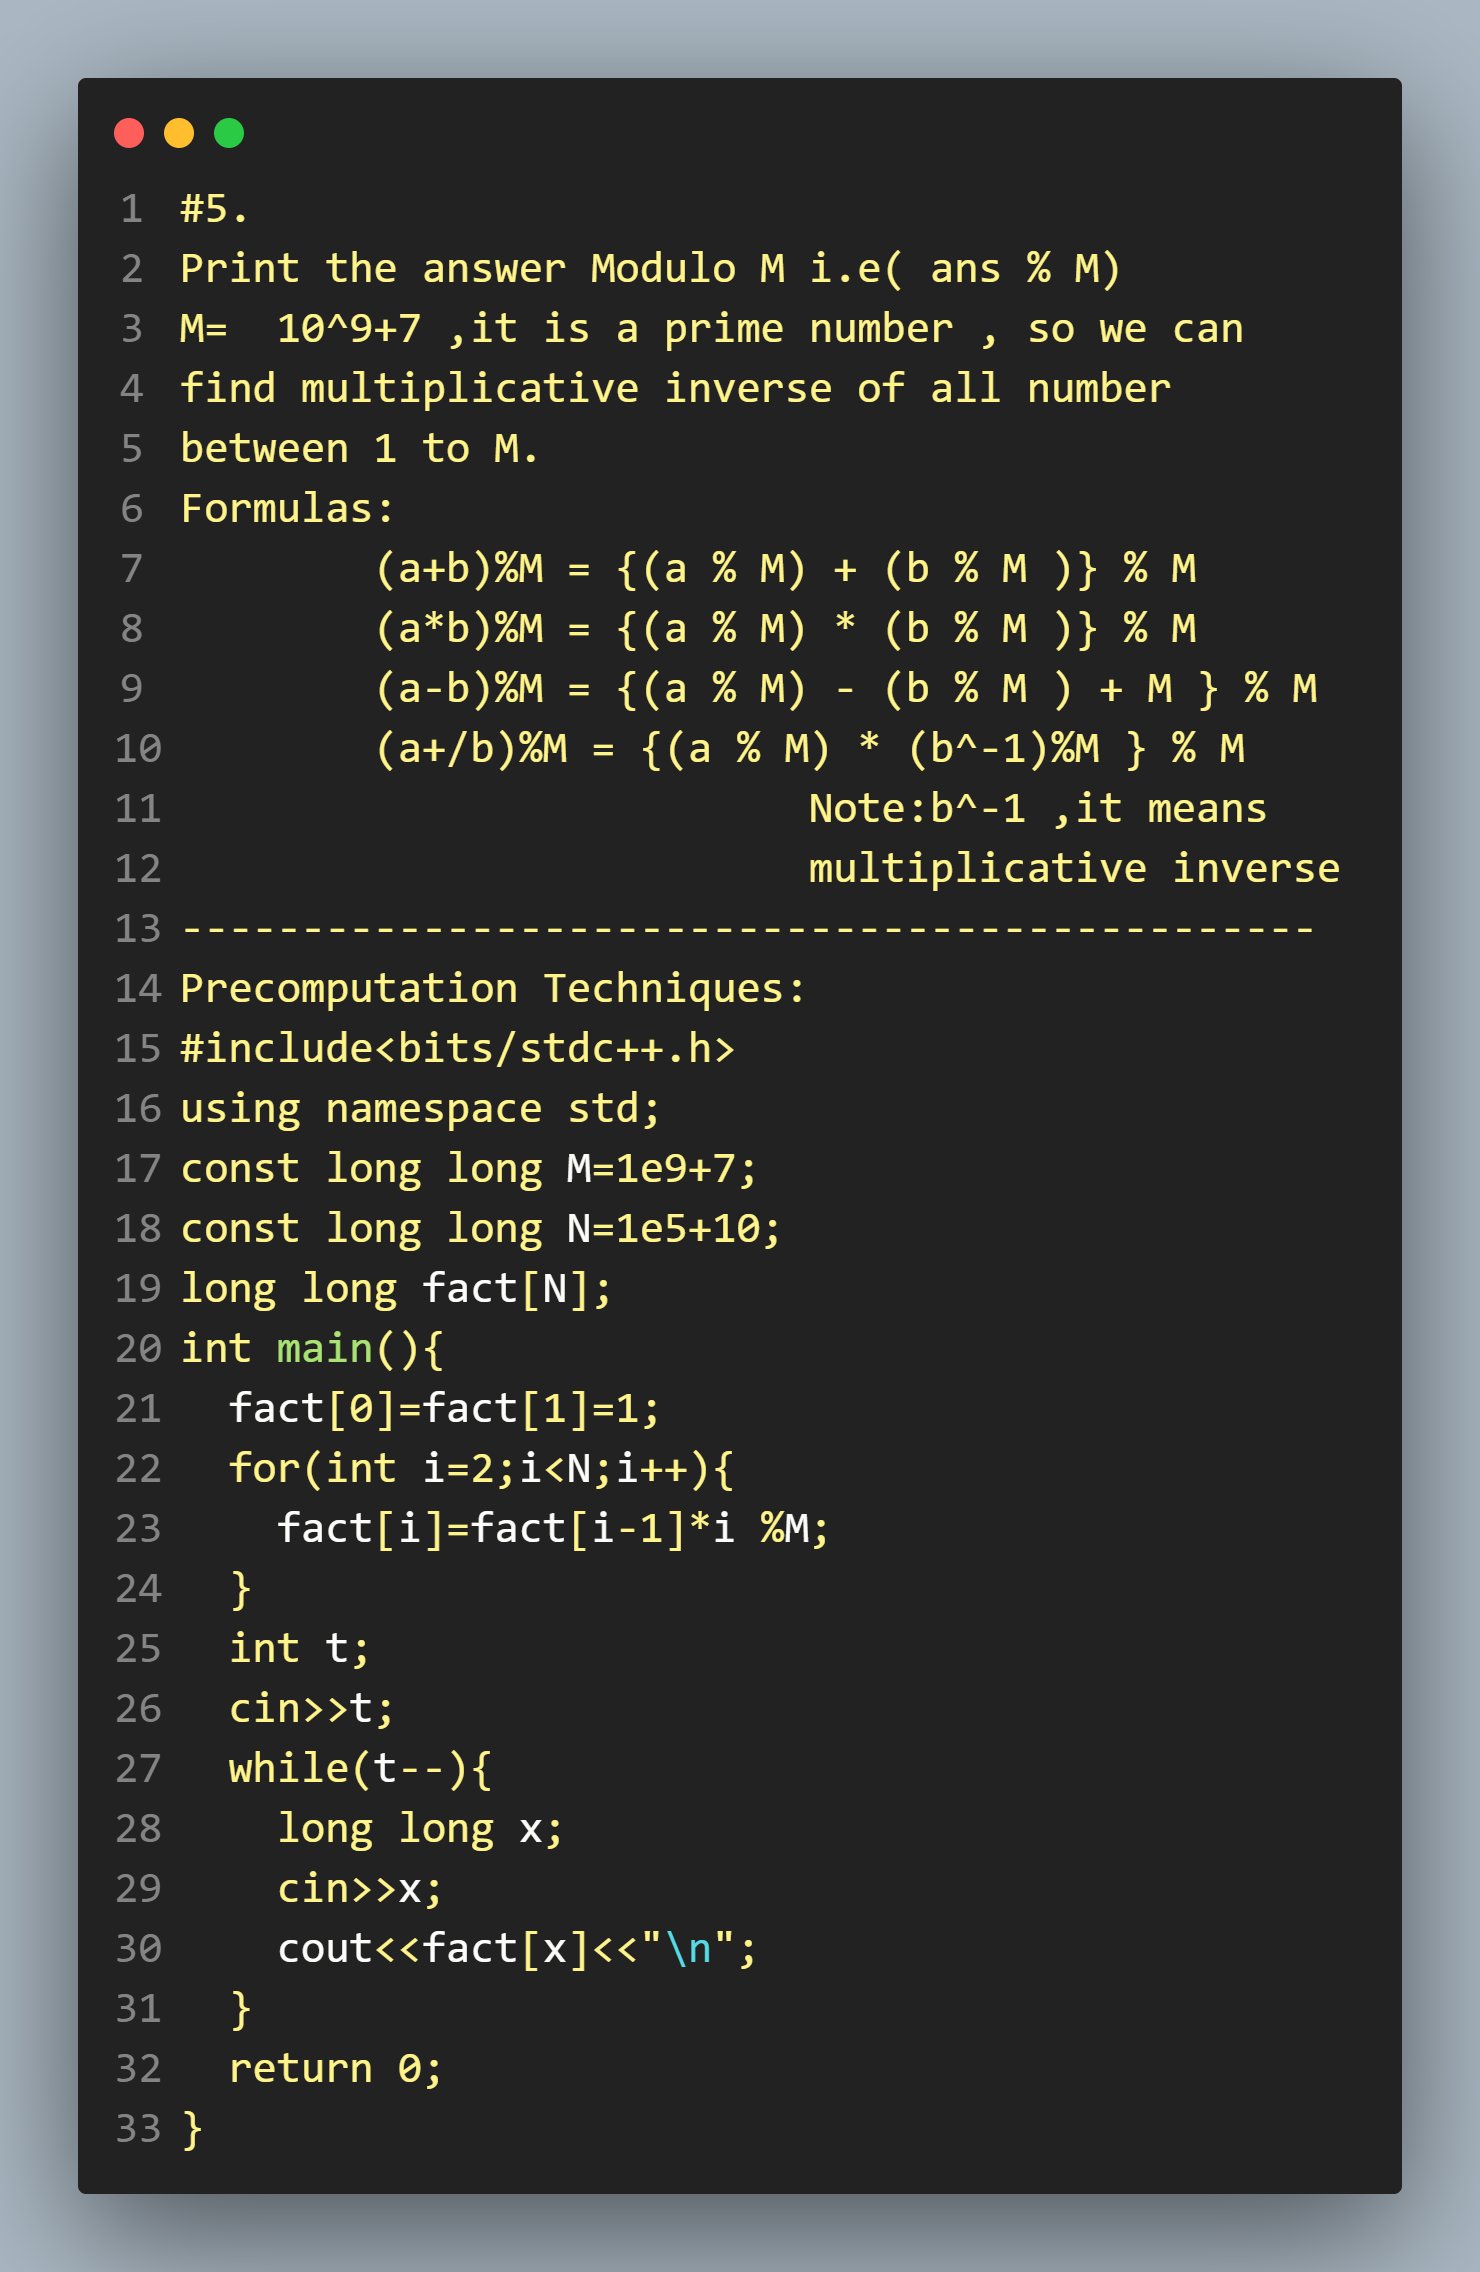 1 #5.
2 Print the answer Modulo M i.e( ans % M)
3 M=  10^9+7 ,it is a prime number , so we can
4 find multiplicative inverse of all number
5 between 1 to M.
6 Formulas:
7         (a+b)%M = {(a % M) + (b % M )} % M
8         (a*b)%M = {(a % M) * (b % M )} % M
9         (a-b)%M = {(a % M) - (b % M ) + M } % M
10         (a+/b)%M = {(a % M) * (b^-1)%M } % M
11                           Note:b^-1 ,it means
12                           multiplicative inverse
13 -----------------------------------------------
14 Precomputation Techniques:
15 #include<bits/stdc++.h>
16 using namespace std;
17 const long long M=1e9+7;
18 const long long N=1e5+10;
19 long long fact[N];
20 int main(){
21   fact[0]=fact[1]=1;
22   for(int i=2;i<N;i++){
23     fact[i]=fact[i-1]*i %M;
24   }
25   int t;
26   cin>>t;
27   while(t--){
28     long long x;
29     cin>>x;
30     cout<<fact[x]<<"\n";
31   }
32   return 0;
33 }